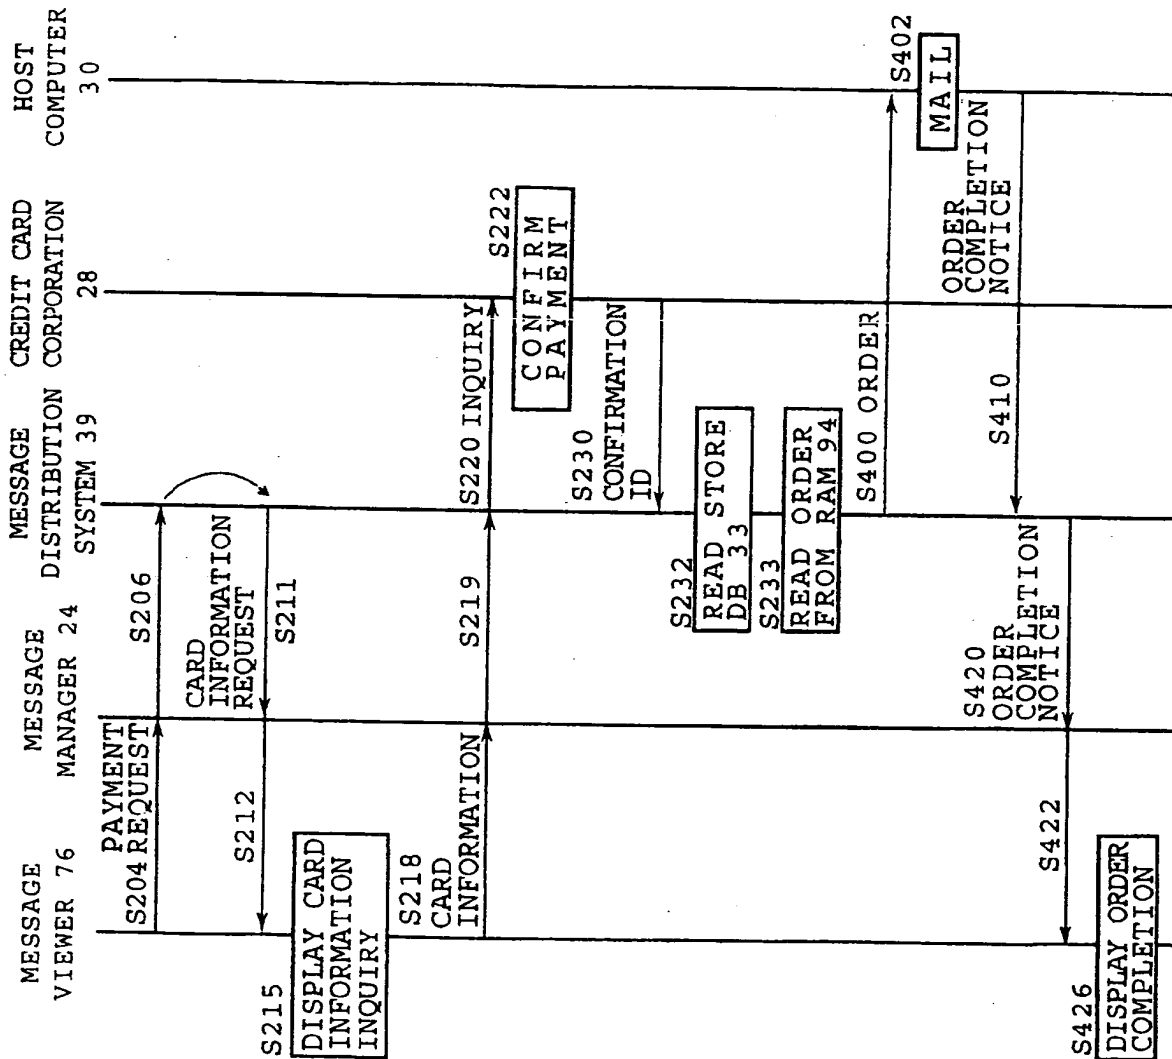 MESSAGE
VIEWER 76
MESSAGE
MANAGER 24
MESSAGE
DISTRIBUTION
SYSTEM 39
CREDIT CARD
CORPORATION
28
HOST
COMPUTER
30
PAYMENT
S204 REQUEST
S206
CARD
INFORMATION
REQUEST
S211
S212
S215
DISPLAY CARD
INFORMATION
INQUIRY
S218
CARD
INFORMATION
S219
S220 INQUIRY
S222
CONFIRM
PAYMENT
S230
CONFIRMATION
ID
S232
READ STORE
DB 33
S233
READ ORDER
FROM RAM 94
S400 ORDER
S402
MAIL
ORDER
COMPLETION
NOTICE
S410
S420
ORDER
COMPLETION
NOTICE
S422
S426
DISPLAY ORDER
COMPLETION